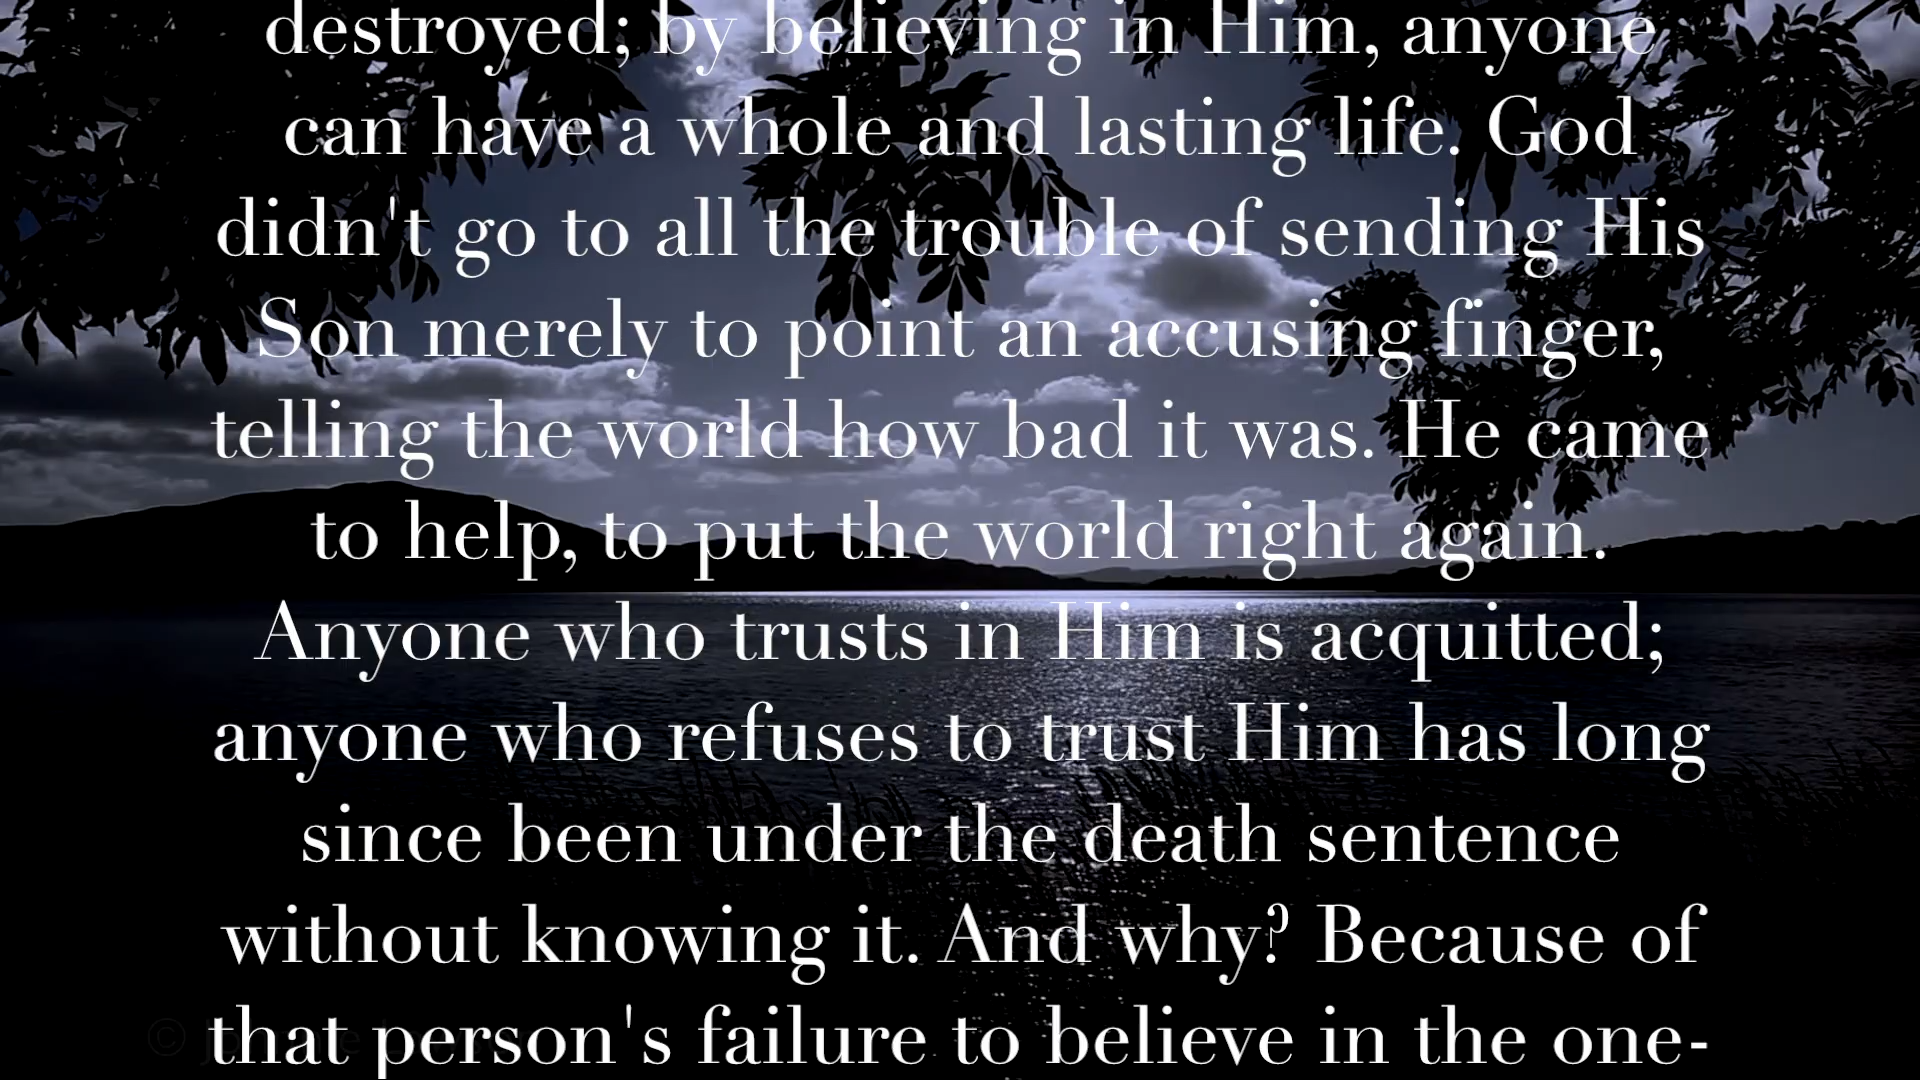 destroyed; by believing in Him, anyone
can have a whole and lasting life. God
didn't go to all the trouble of sending His
Son merely to point an accusing finger,
telling the world how bad it was. He came
to help, to put the world right again.
Anyone who trusts in Him is acquitted;
anyone who refuses to trust Him has long
since been under the death sentence
without knowing it. And why? Because of
that person's failure to believe in the one-
©